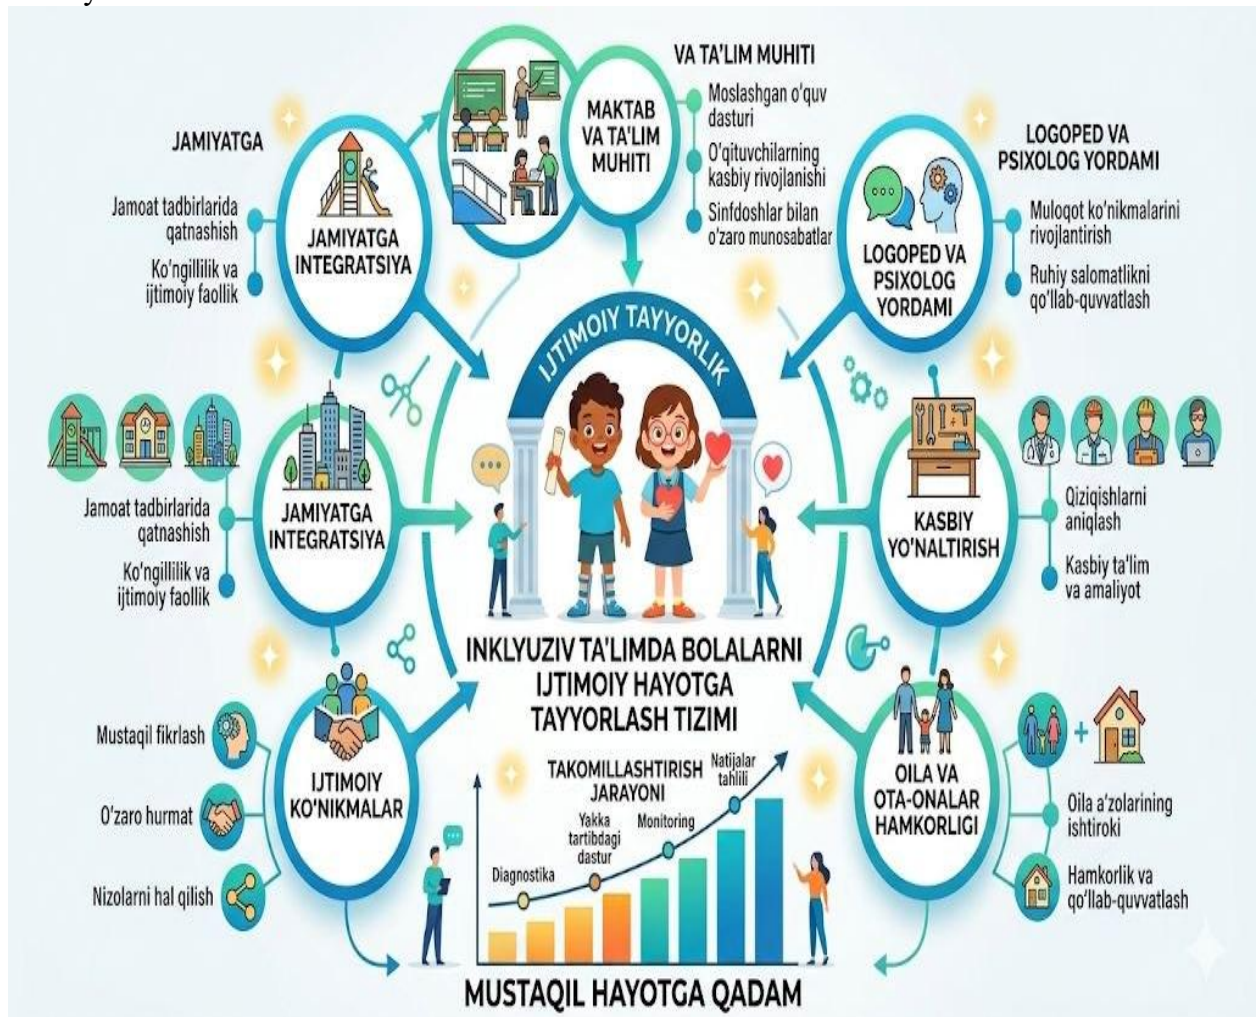 VA TA'LIM MUHITI
MAKTAB
VA TA'LIM
MUHITI
Moslashgan o'quv
dasturi
O'qituvchilarning
kasbiy rivojlanishi
Sinfdoshlar bilan
o'zaro munosabatlar
JAMIYATGA
Jamoat tadbirlarida
qatnashish
Ko'ngillilik va
ijtimoiy faollik
JAMIYATGA
INTEGRATSIYA
LOGOPED VA
PSIXOLOG YORDAMI
LOGOPED VA
PSIXOLOG
YORDAMI
Muloqot ko'nikmalarini
rivojlantirish
Ruhiy salomatlikni
qo'llab-quvvatlash
IJTIMOIY TAYYORLIK
Jamoat tadbirlarida
qatnashish
Ko'ngillilik va
ijtimoiy faollik
JAMIYATGA
INTEGRATSIYA
KASBIY
YO'NALTIRISH
Qiziqishlarni
aniqlash
Kasbiy ta'lim
va amaliyot
INKLYUZIV TA'LIMDA BOLALARNI
IJTIMOIY HAYOTGA
TAYYORLASH TIZIMI
Mustaqil fikrlash
O'zaro hurmat
Nizolarni hal qilish
IJTIMOIY
KO'NIKMALAR
OILA VA
OTA-ONALAR
HAMKORLIGI
+
Oila a'zolarining
ishtiroki
Hamkorlik va
qo'llab-quvvatlash
TAKOMILLASHTIRISH
JARAYONI
Diagnostika
Yakka
tartibdagi
dastur
Monitoring
Natijalar
tahlili
MUSTAQIL HAYOTGA QADAM